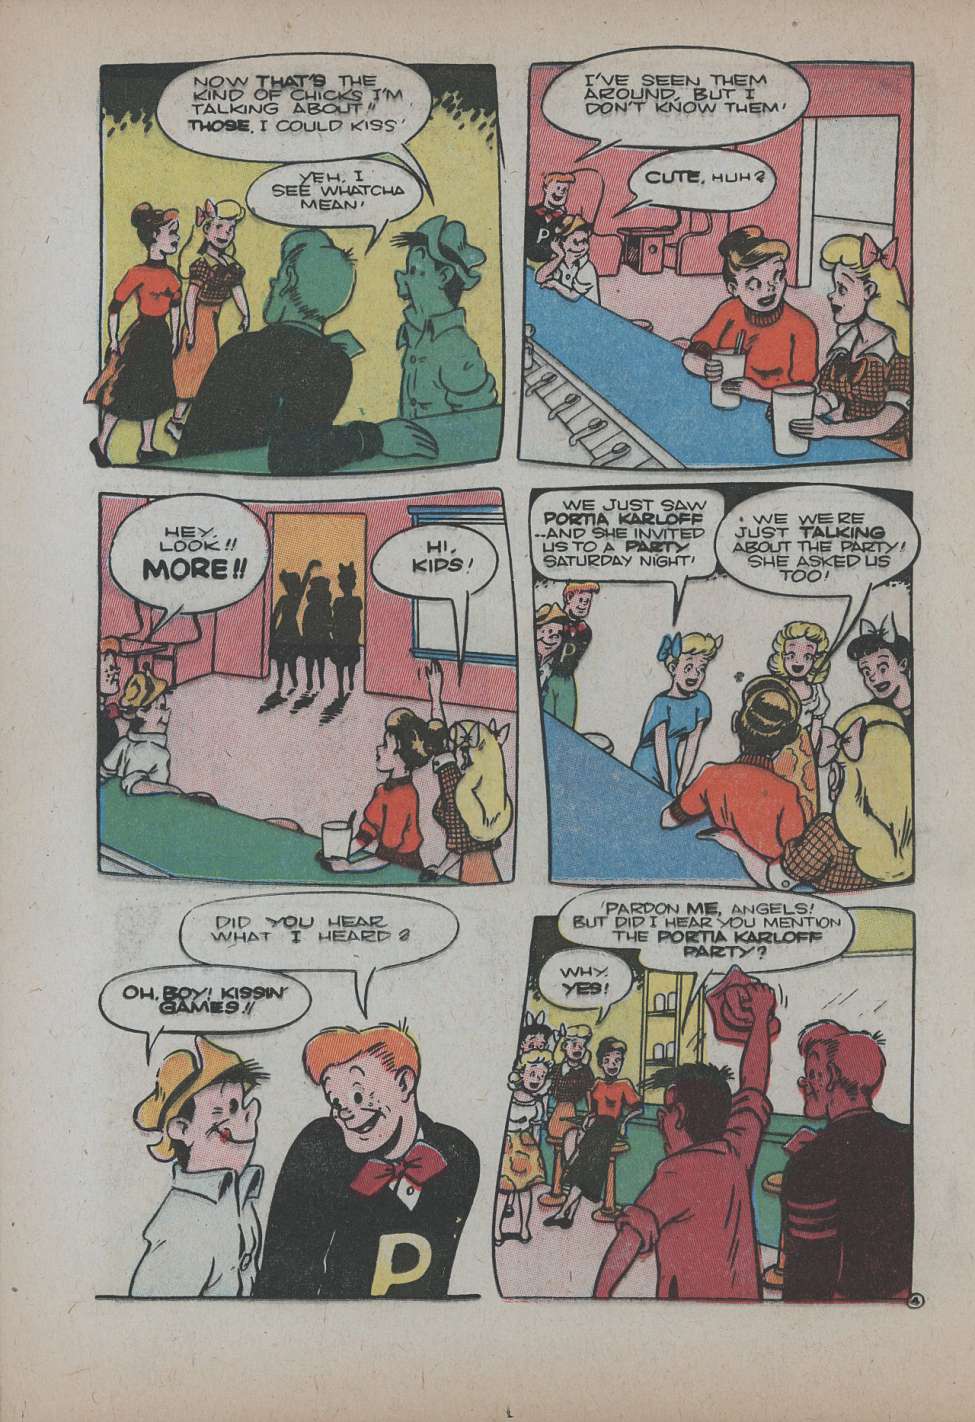 NOW THAT'S THE
KIND OF CHICKS I'M
TALKING ABOUT!!
THOSE, I COULD KISS'
YEH, I
SEE WHATCHA
MEAN!
I'VE SEEN THEM
AROUND, BUT I
DON'T KNOW THEM!
CUTE, HUH?
P
HEY,
LOOK!!
MORE!!
HI,
KIDS!
WE JUST SAW
PORTIA KARLOFF
--AND SHE INVITED
US TO A PARTY
SATURDAY NIGHT!
WE WERE
JUST TALKING
ABOUT THE PARTY!
SHE ASKED US
TOO!
P
DID YOU HEAR
WHAT I HEARD?
OH, BOY! KISSIN'
GAMES!!
P
'PARDON ME, ANGELS!
BUT DID I HEAR YOU MENTION
THE PORTIA KARLOFF
PARTY?
WHY,
YES!
4